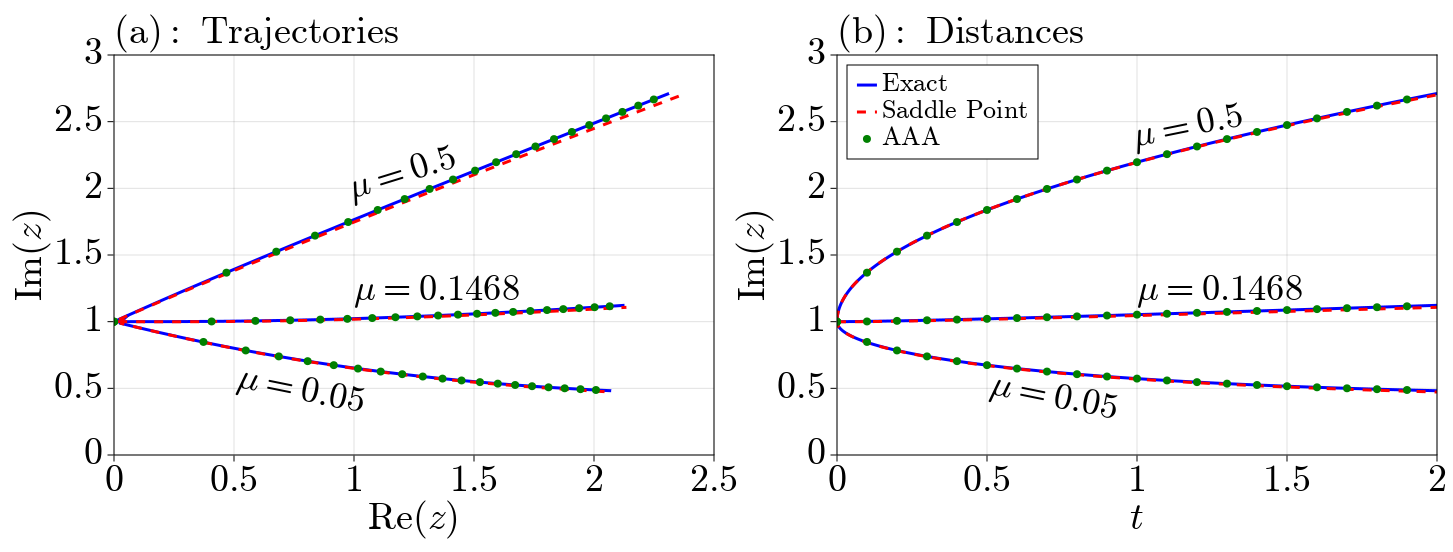 (a): Trajectories
3
2.5
2
1.5
1
0.5
0
Im(z)
μ = 0.5
μ = 0.1468
μ = 0.05
0 0.5 1 1.5 2 2.5
Re(z)
(b): Distances
3
2.5
2
1.5
1
0.5
0
Im(z)
Exact
Saddle Point
AAA
μ = 0.5
μ = 0.1468
μ = 0.05
0 0.5 1 1.5 2
t